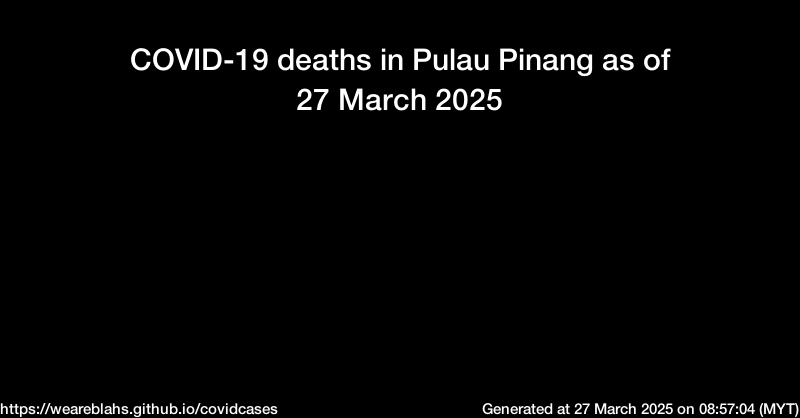 COVID-19 deaths in Pulau Pinang as of
27 March 2025
https://weareblahs.github.io/covidcases
Generated at 27 March 2025 on 08:57:04 (MYT)